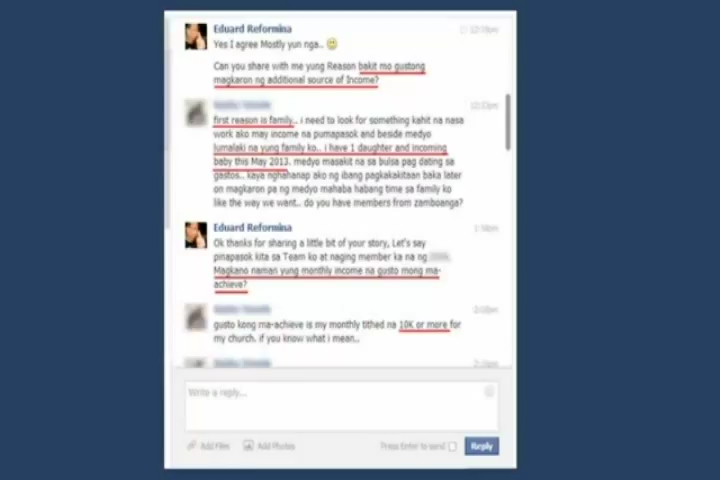 Eduard Reformina
12:19pm
Yes I agree Mostly yun nga..
Can you share with me yung Reason bakit mo gustong
magkaron ng additional source of Income?
first reason is family.. i need to look for something kahit na nasa
work ako may income na pumapasok and beside medyo
lumalaki na yung family ko.. i have 1 daughter and incoming
baby this May 2013. medyo masakit na sa bulsa pag dating sa
gastos.. kaya nghahanap ako ng ibang pagkakakitaan baka later
on magkaron pa ng medyo mahaba habang time sa family ko
like the way we want.. do you have members from zamboanga?
Eduard Reformina
Ok thanks for sharing a little bit of your story, Let's say
pinapasok kita sa Team ko at naging member ka na ng
Magkano naman yung monthly income na gusto mong ma-
achieve?
gusto kong ma-achieve is my monthly tithed na 10K or more for
my church. if you know what i mean..
Write a reply...
Add Files Add Photos Press Enter to send Reply